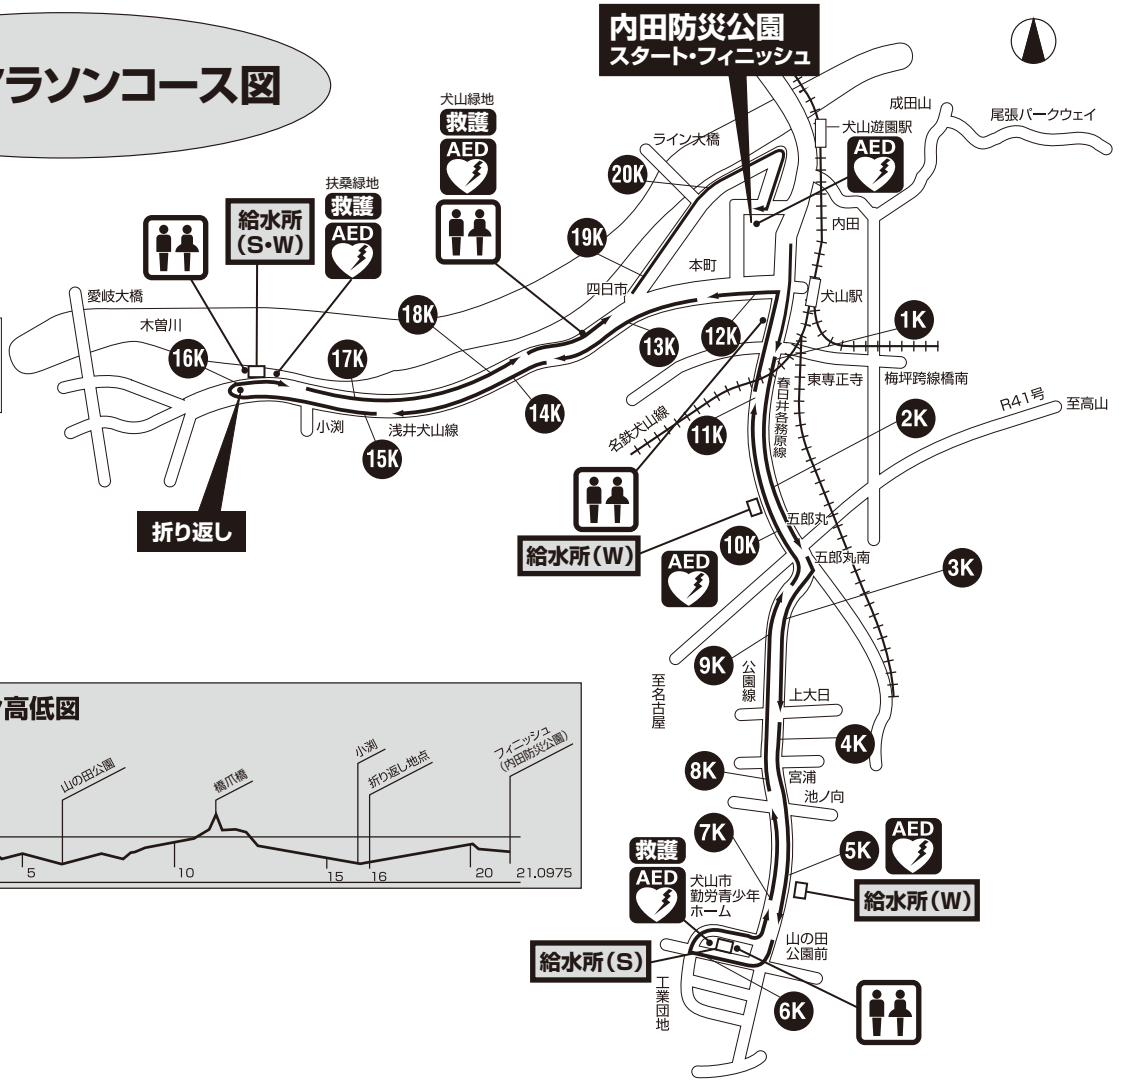 ラソンコース図
内田防災公園
スタート・フィニッシュ
成田山
尾張パークウェイ
犬山遊園駅
AED
ライン大橋
犬山緑地
救護
AED
20K
扶桑緑地
救護
AED
給水所
(S・W)
19K
内田
本町
四日市
犬山駅
愛岐大橋
木曽川
18K
1K
12K
13K
16K
17K
東専正寺
梅坪跨線橋南
春日井各務原線
R41号
至高山
14K
2K
小渕
浅井犬山線
名鉄犬山線
11K
15K
折り返し
五郎丸
10K
給水所(W)
五郎丸南
AED
3K
9K
公園線
至名古屋
上大日
4K
8K
宮浦
池ノ向
7K
5K
AED
救護
AED
犬山市
勤労青少年
ホーム
給水所(W)
山の田
公園前
給水所(S)
工業団地
6K
高低図
山の田公園
橋爪橋
小渕
折り返し地点
フィニッシュ
(内田防災公園)
5
10
15
16
20
21.0975